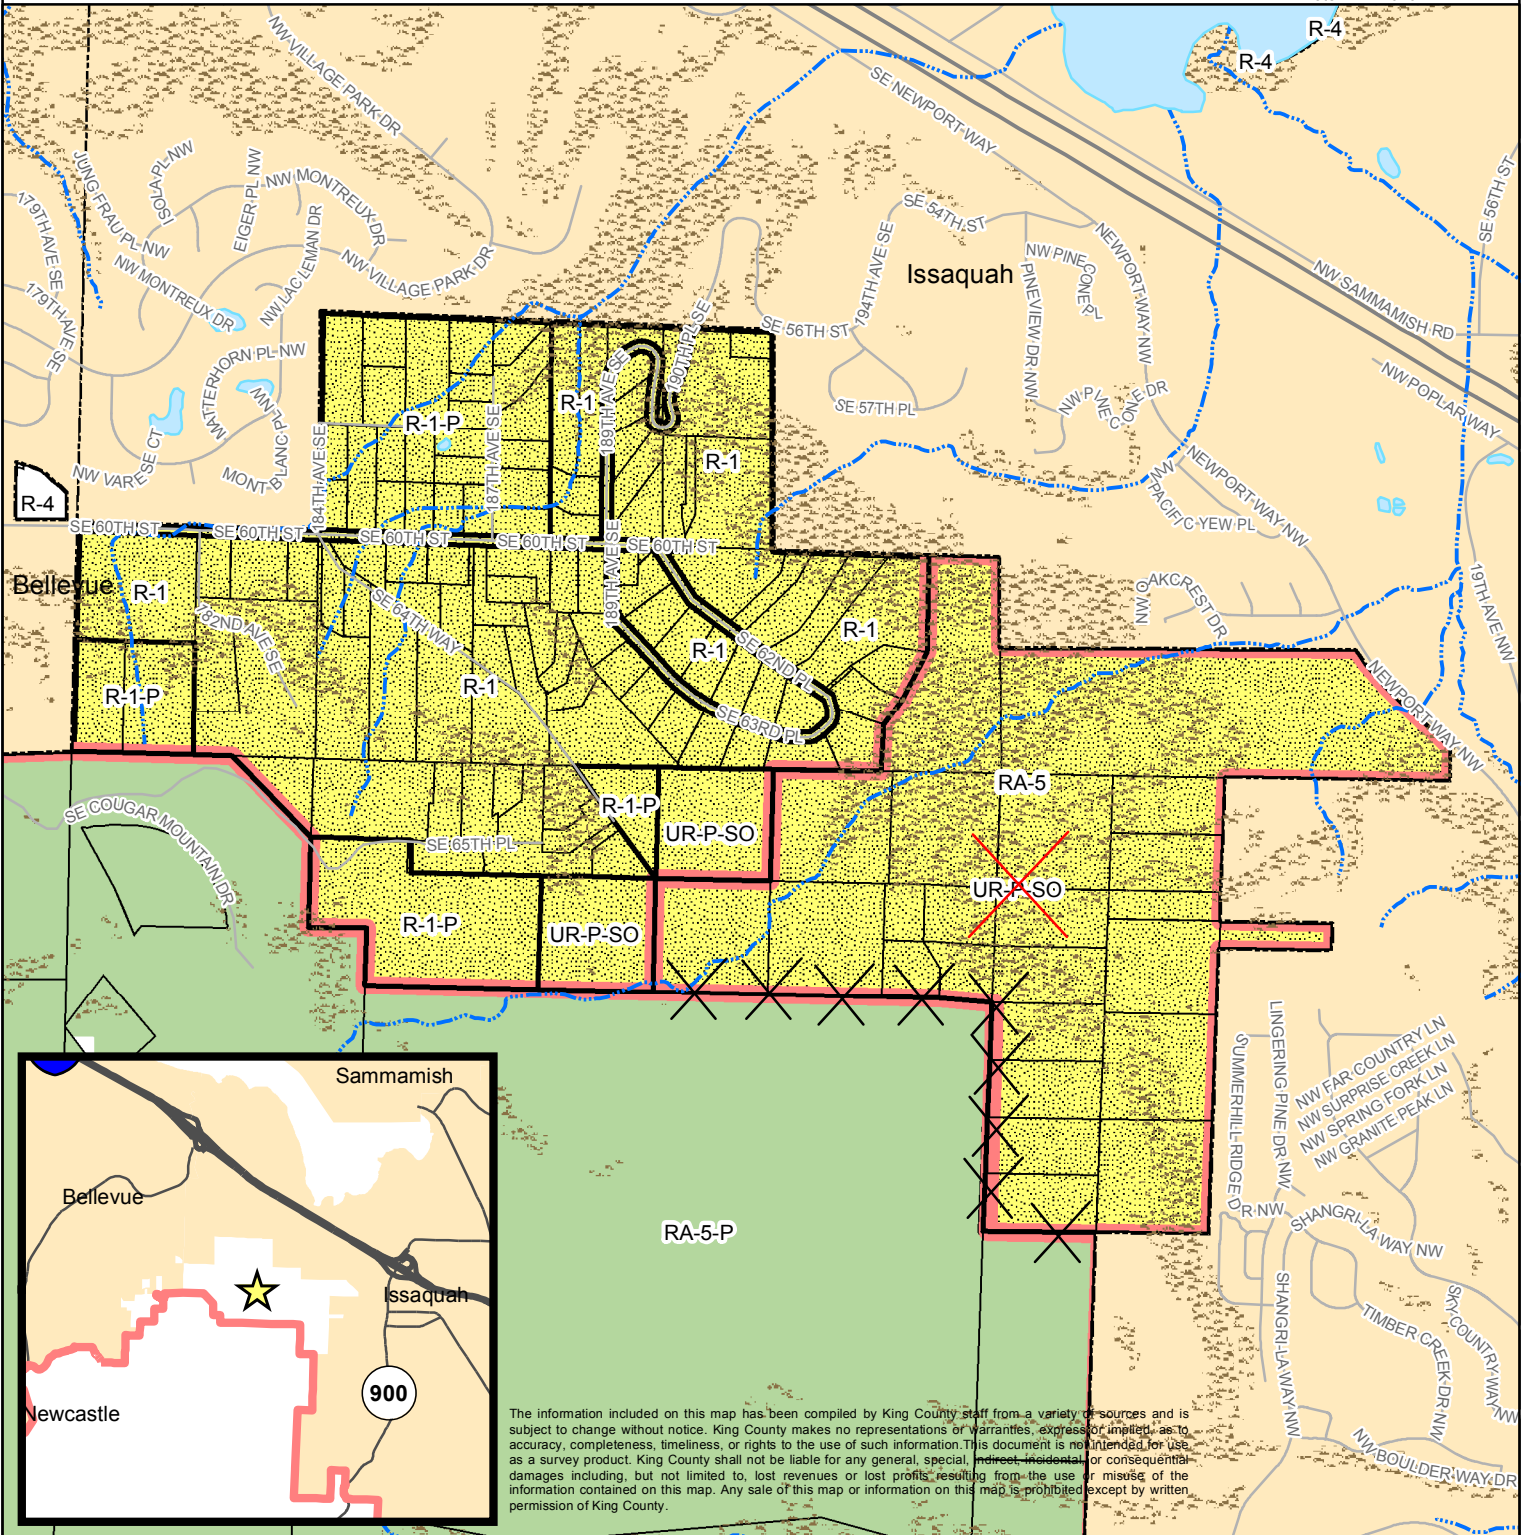 R-4
R-4
NW VILLAGE PARK DR
SE NEWPORT WAY
JUNG FRAU PL NW
SOLA PL NW
EIGER PL NW
NW MONTREUX DR
179TH AVE SE
NW MONTREUX DR
NW LAC LEMAN DR
NW VILLAGE PARK DR
SE 54TH ST
194TH AVE SE
Issaquah
NW PINECONE PL
PINEVIEW DR NW
NEWPORT WAY NW
NW SAMMAMISH RD
SE 56TH ST
179TH AVE SE
SE 56TH ST
190TH PL SE
MATTERHORN PL NW
NW POPLAR WAY
SE 57TH PL
NW PINECONE DR
R-1-P
R-1
189TH AVE SE
187TH AVE SE
184TH AVE SE
R-1
NW VARESE CT
MONT BLANC PL NW
R-4
NW PACIFIC YEW PL
NEWPORT WAY NW
SE 60TH ST
SE 60TH ST
SE 60TH ST
SE 60TH ST
SE 60TH ST
189TH AVE SE
Bellevue
R-1
182ND AVE SE
SE 64TH WAY
NW OAKCREST DR
19TH AVE NW
R-1
R-1
SE 62ND PL
R-1-P
R-1
SE 63RD PL
NEWPORT WAY NW
RA-5
SE COUGAR MOUNTAIN DR
R-1-P
UR-P-SO
SE 65TH PL
UR-P-SO
R-1-P
UR-P-SO
SUMMERHILL RIDGE DR NW
LINGERING PINE DR NW
NW FAR COUNTRY LN
NW SURPRISE CREEK LN
NW SPRING FORK LN
NW GRANITE PEAK LN
SHANGRI-LA WAY NW
SHANGRI-LA WAY NW
TIMBER CREEK DR NW
SKY COUNTRY WAY NW
NW BOULDER WAY DR
RA-5-P
Sammamish
Bellevue
Issaquah
900
Newcastle
The information included on this map has been compiled by King County staff from a variety of sources and is
subject to change without notice. King County makes no representations or warranties, express or implied, as to
accuracy, completeness, timeliness, or rights to the use of such information.This document is not intended for use
as a survey product. King County shall not be liable for any general, special, indirect, incidental, or consequential
damages including, but not limited to, lost revenues or lost profits resulting from the use or misuse of the
information contained on this map. Any sale of this map or information on this map is prohibited except by written
permission of King County.